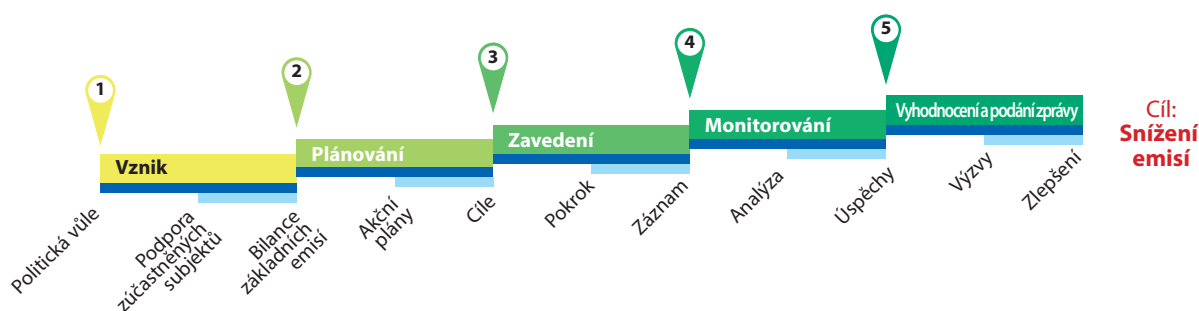 1
2
3
4
5
Vznik
Plánování
Zavedení
Monitorování
Vyhodnocení a podání zprávy
Cíl:
Snížení
emisí
Politická vůle
Podpora
zúčastněných
subjektů
Bilance
základních
emisí
Akční
plány
Cíle
Pokrok
Záznam
Analýza
Úspěchy
Výzvy
Zlepšení